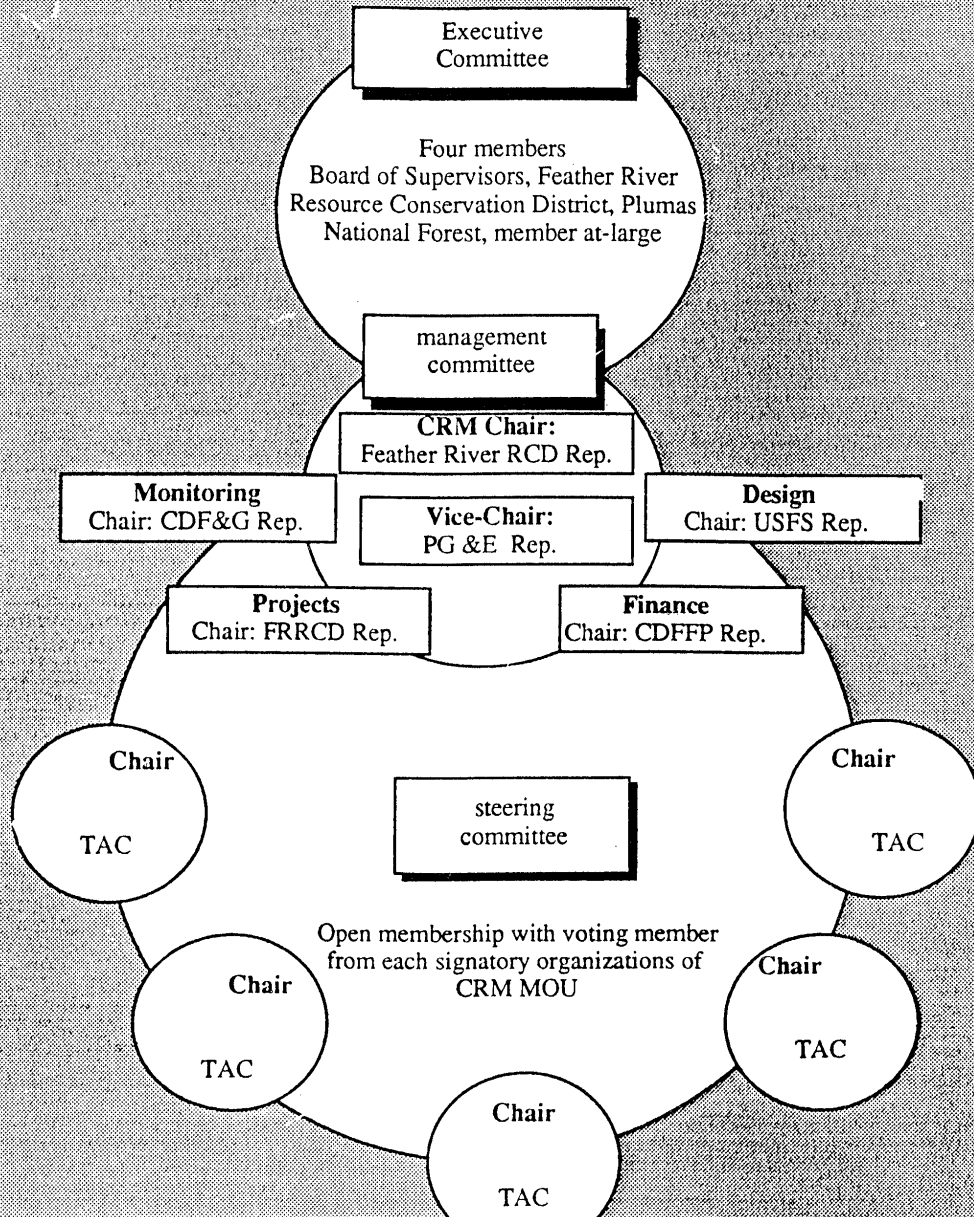 Executive
Committee
Four members
Board of Supervisors, Feather River
Resource Conservation District, Plumas
National Forest, member at-large
management
committee
CRM Chair:
Feather River RCD Rep.
Monitoring
Chair: CDF&G Rep.
Design
Chair: USFS Rep.
Vice-Chair:
PG &E Rep.
Projects
Chair: FRRCD Rep.
Finance
Chair: CDFFP Rep.
Chair
TAC
Chair
TAC
steering
committee
Open membership with voting member
from each signatory organizations of
CRM MOU
Chair
TAC
Chair
TAC
Chair
TAC